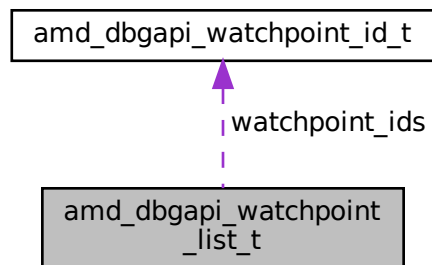 amd_dbgapi_watchpoint_id_t
watchpoint_ids
amd_dbgapi_watchpoint
_list_t